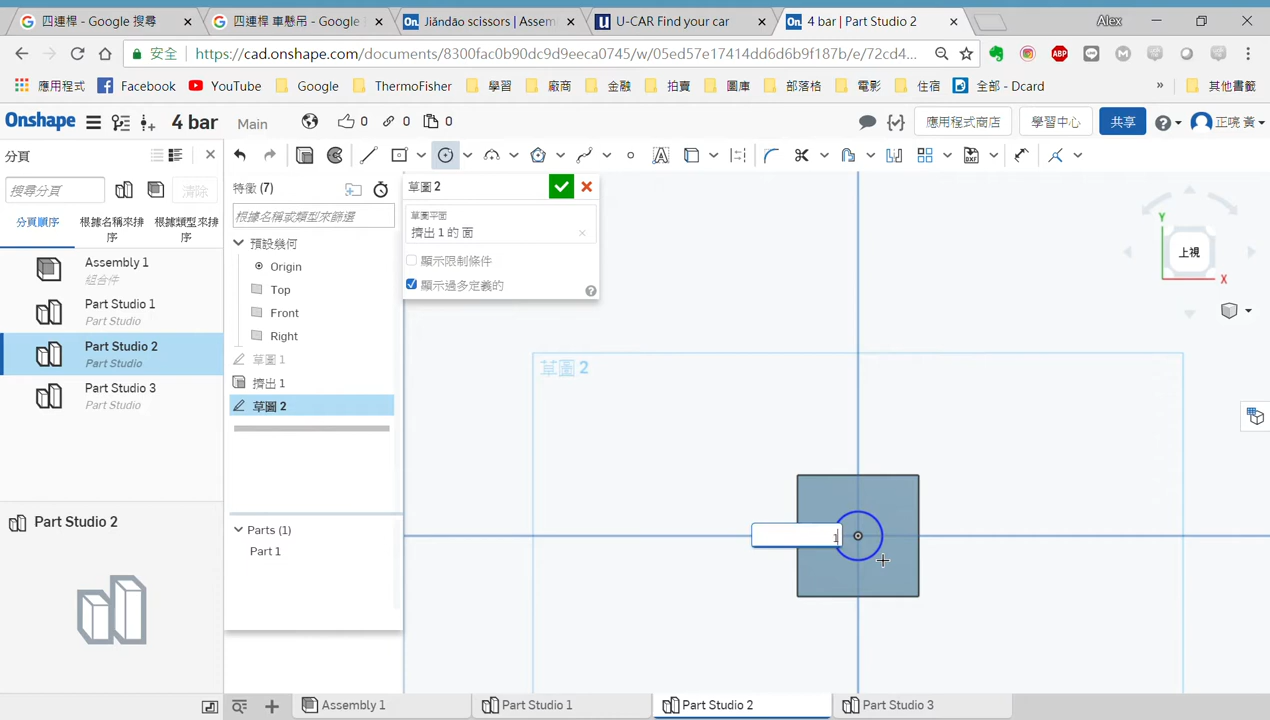 四連桿 - Google 搜尋
四連桿 車懸吊 - Google
Jiǎndāo scissors | Assem
U-CAR Find your car
4 bar | Part Studio 2
Alex
安全
https://cad.onshape.com/documents/8300fac0b90dc9d9eeca0745/w/05ed57e17414dd6d6b9f187b/e/72cd4...
應用程式
Facebook
YouTube
Google
ThermoFisher
學習
廠商
金融
拍賣
圖庫
部落格
電影
住宿
全部 - Dcard
»
其他書籤
Onshape
4 bar
Main
0
0
0
應用程式商店
學習中心
共享
分頁
特徵 (7)
草圖 2
搜尋分頁
清除
根據名稱或類型來篩選
草圖平面
擠出 1 的 面
分頁順序
根據名稱來排序
根據類型來排序
預設幾何
顯示限制條件
顯示過多定義的
Origin
Top
Front
Right
草圖 1
擠出 1
草圖 2
Assembly 1
組合件
Part Studio 1
Part Studio
Part Studio 2
Part Studio
Part Studio 3
Part Studio
Y
上視
X
草圖 2
1
Part Studio 2
Parts (1)
Part 1
Assembly 1
Part Studio 1
Part Studio 2
Part Studio 3